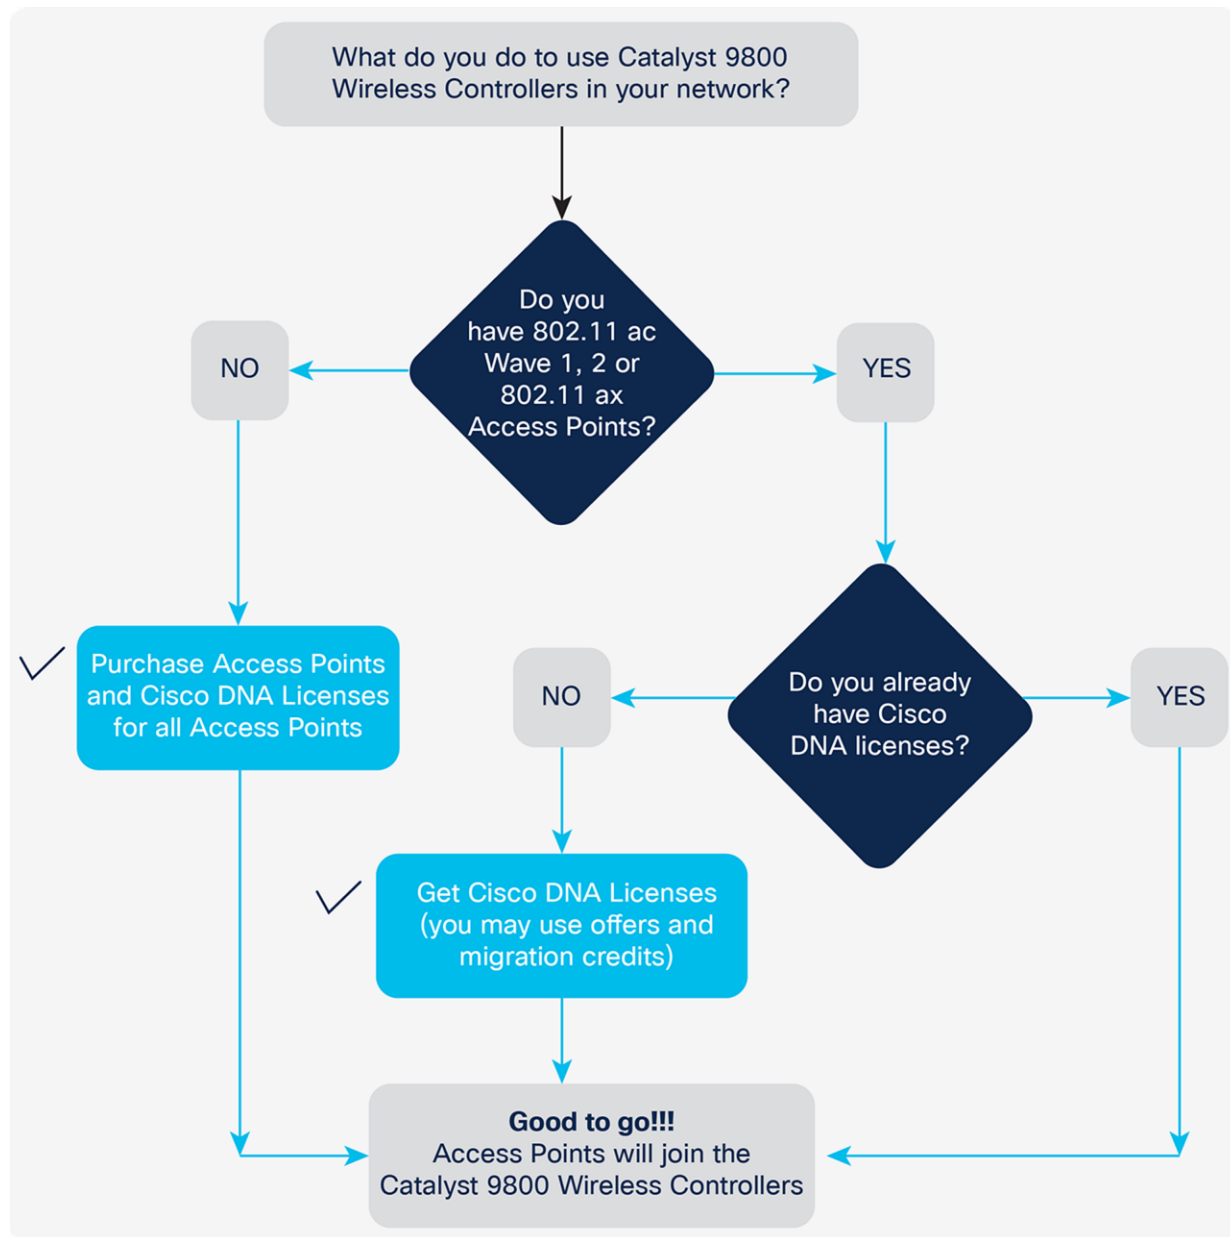 What do you do to use Catalyst 9800
Wireless Controllers in your network?
Do you
have 802.11 ac
Wave 1, 2 or
802.11 ax
Access Points?
NO
YES
Purchase Access Points
and Cisco DNA Licenses
for all Access Points
NO
Do you already
have Cisco
DNA licenses?
YES
Get Cisco DNA Licenses
(you may use offers and
migration credits)
Good to go!!!
Access Points will join the
Catalyst 9800 Wireless Controllers